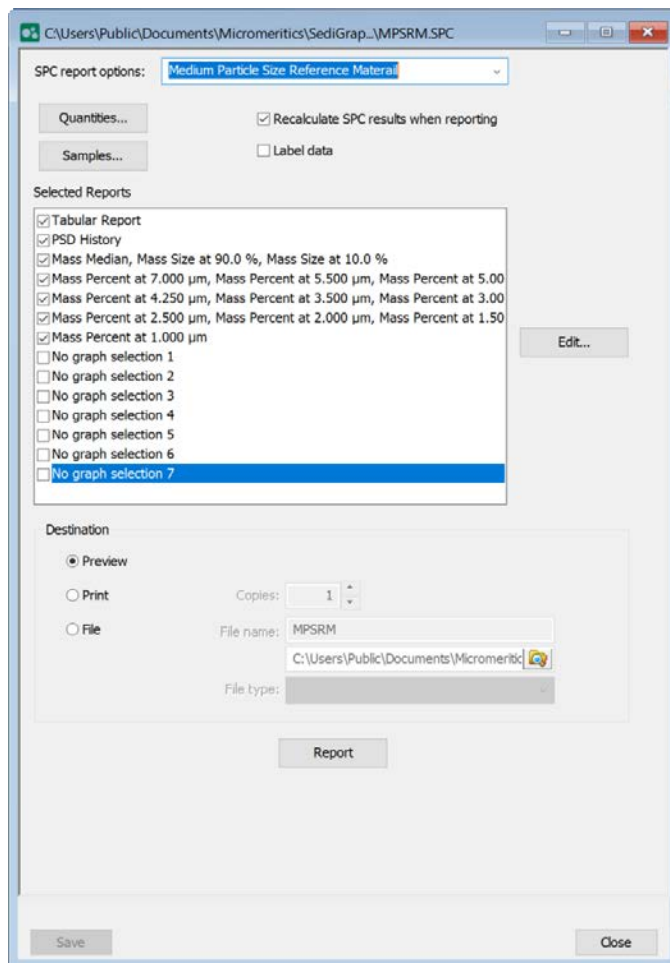 C:\Users\Public\Documents\Micromeritics\SediGrap...\MPSRM.SPC
SPC report options: Medium Particle Size Reference Materail
Quantities...
Recalculate SPC results when reporting
Samples...
Label data
Selected Reports
Tabular Report
PSD History
Mass Median, Mass Size at 90.0 %, Mass Size at 10.0 %
Mass Percent at 7.000 µm, Mass Percent at 5.500 µm, Mass Percent at 5.00
Mass Percent at 4.250 µm, Mass Percent at 3.500 µm, Mass Percent at 3.00
Mass Percent at 2.500 µm, Mass Percent at 2.000 µm, Mass Percent at 1.50
Mass Percent at 1.000 µm
Edit...
No graph selection 1
No graph selection 2
No graph selection 3
No graph selection 4
No graph selection 5
No graph selection 6
No graph selection 7
Destination
Preview
Print
Copies: 1
File
File name: MPSRM
C:\Users\Public\Documents\Micromeritic
File type:
Report
Save
Close